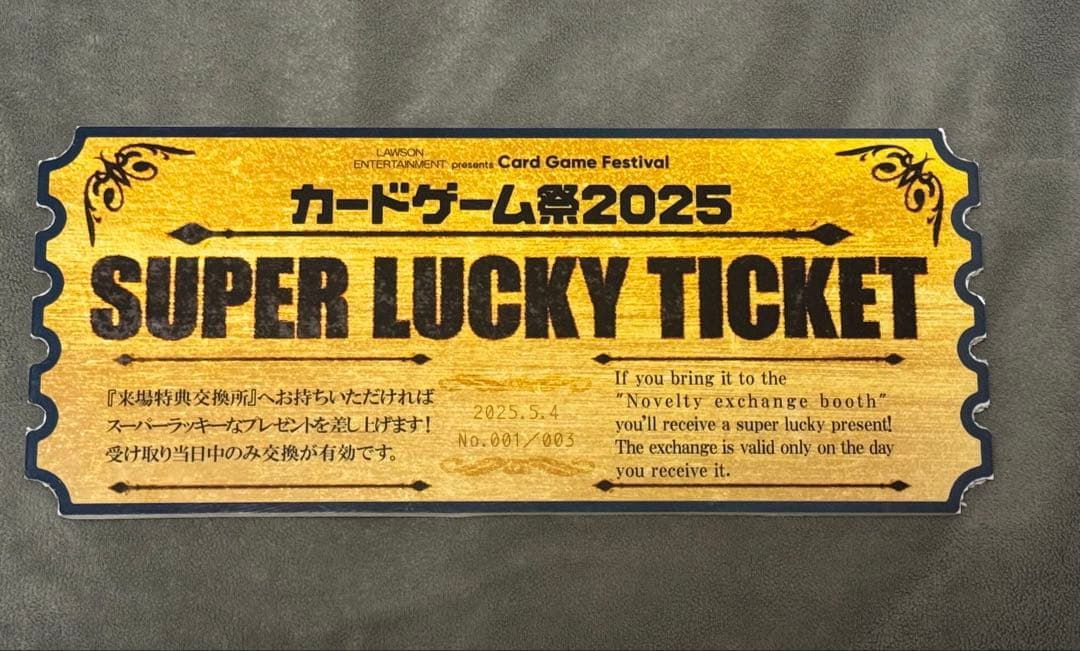 LAWSON
ENTERTAINMENT presents Card Game Festival
カードゲーム祭2025
SUPER LUCKY TICKET
『来場特典交換所』へお持ちいただければ
スーパーラッキーなプレゼントを差し上げます!
受け取り当日中のみ交換が有効です。
2025.5.4
No.001/003
If you bring it to the
"Novelty exchange booth"
you'll receive a super lucky present!
The exchange is valid only on the day
you receive it.